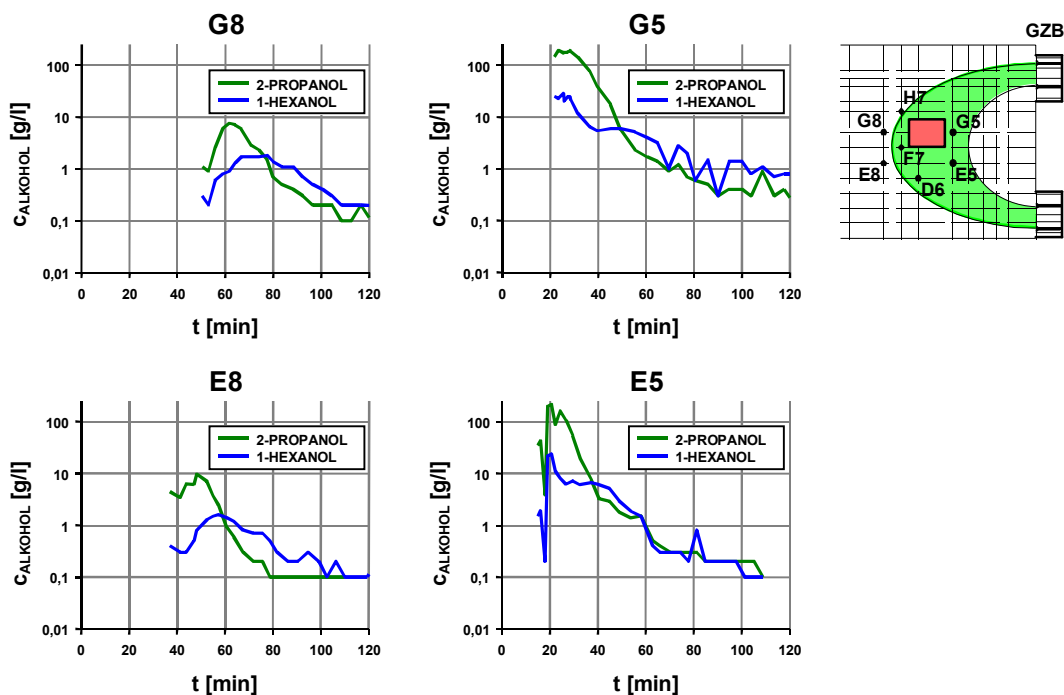 G8
100
10
1
0,1
0,01
0 20 40 60 80 100 120
c_ALKOHOL [g/l]
t [min]
2-PROPANOL
1-HEXANOL
G5
100
10
1
0,1
0,01
0 20 40 60 80 100 120
c_ALKOHOL [g/l]
t [min]
2-PROPANOL
1-HEXANOL
GZB
H7
G8 G5
F7
E8 E5
D6
E8
100
10
1
0,1
0,01
0 20 40 60 80 100 120
c_ALKOHOL [g/l]
t [min]
2-PROPANOL
1-HEXANOL
E5
100
10
1
0,1
0,01
0 20 40 60 80 100 120
c_ALKOHOL [g/l]
t [min]
2-PROPANOL
1-HEXANOL